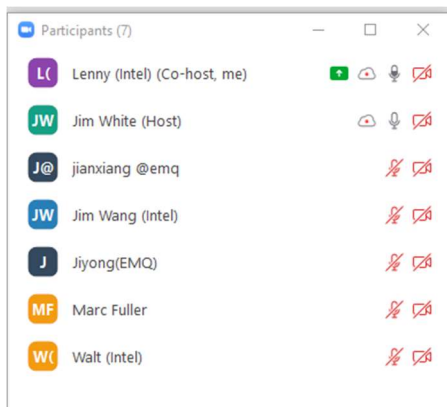 Participants (7)
L( Lenny (Intel) (Co-host, me)
JW Jim White (Host)
J@ jianxiang @emq
JW Jim Wang (Intel)
J Jiyong(EMQ)
MF Marc Fuller
W( Walt (Intel)